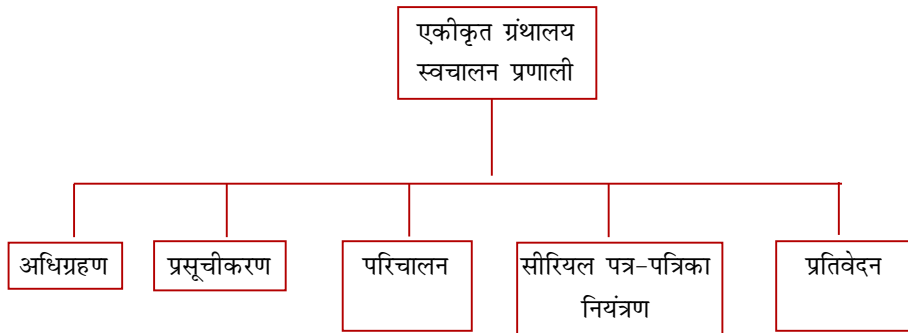 एकीकृत ग्रंथालय
स्वचालन प्रणाली
अधिग्रहण
प्रसूचीकरण
परिचालन
सीरियल पत्र-पत्रिका
नियंत्रण
प्रतिवेदन